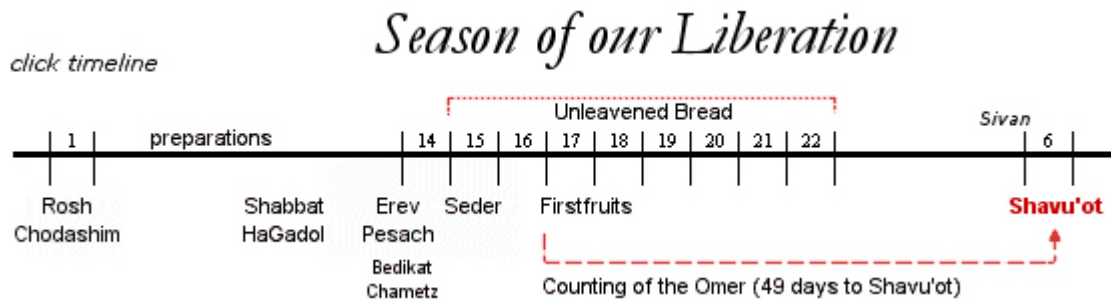 Season of our Liberation
click timeline
Unleavened Bread
Sivan
1 preparations 14 15 16 17 18 19 20 21 22 6
Rosh Shabbat Erev Seder Firstfruits Shavu'ot
Chodashim HaGadol Pesach
Bedikat
Chametz
Counting of the Omer (49 days to Shavu'ot)